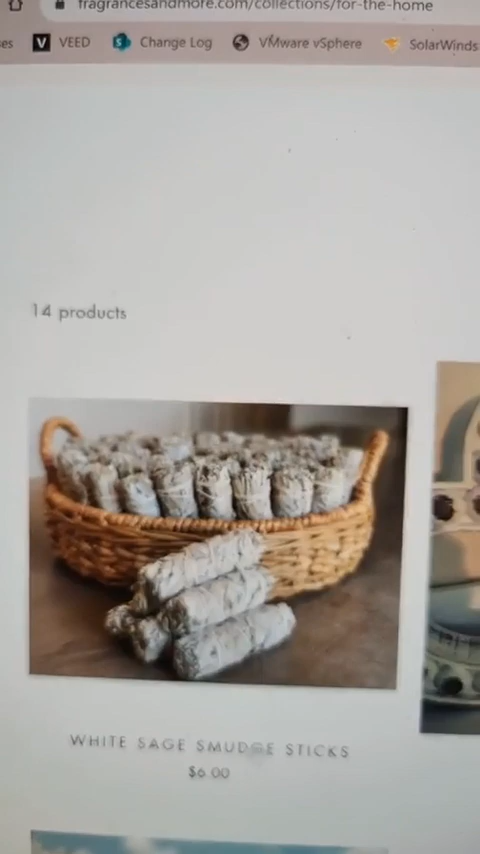 fragrancesandmore.com/collections/for-the-home
es VEED Change Log VMware vSphere SolarWinds
14 products
WHITE SAGE SMUDGE STICKS
$6.00